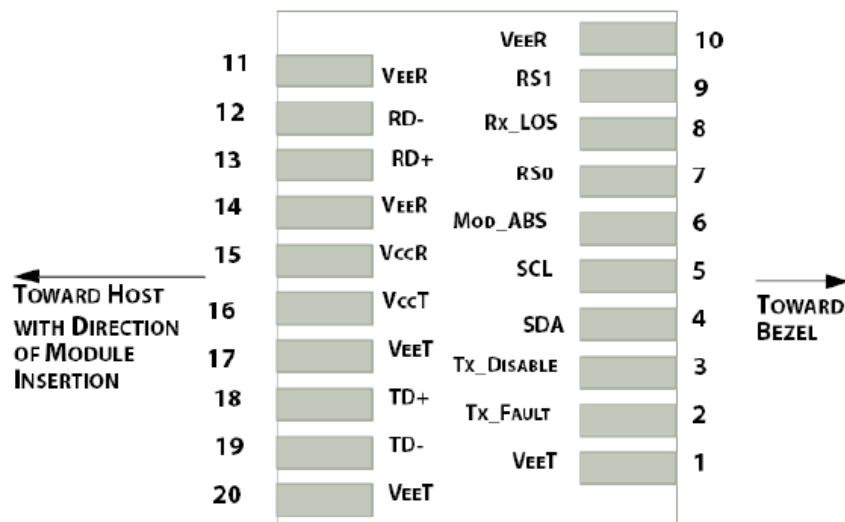 VEER 10
11 VEER
RS1 9
12 RD-
RX_LOS 8
13 RD+
RS0 7
14 VEER
MOD_ABS 6
15 VCCR
SCL 5
TOWARD HOST
WITH DIRECTION
OF MODULE
INSERTION
16 VCCT
TOWARD
BEZEL
SDA 4
17 VEET
TX_DISABLE 3
18 TD+
TX_FAULT 2
19 TD-
VEET 1
20 VEET